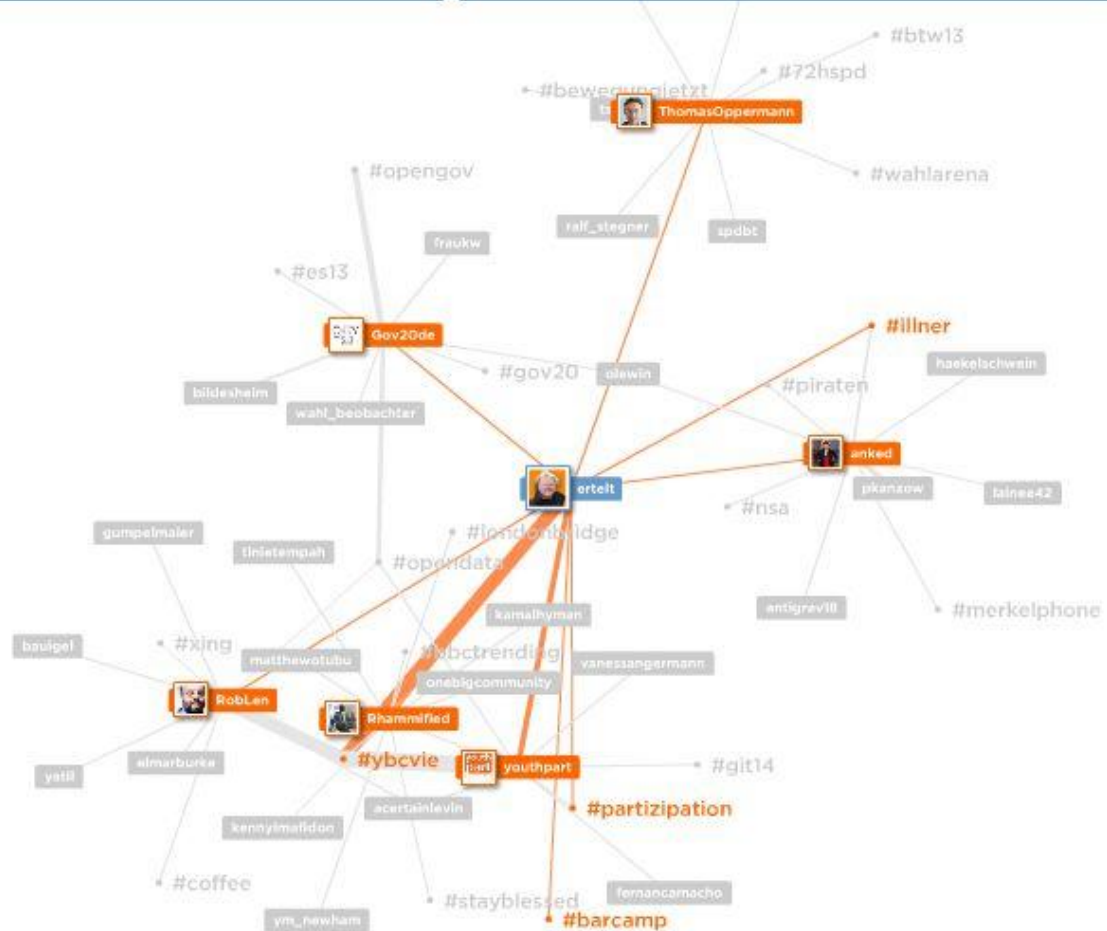 #btw13
#72hspd
#bewegungjetzt
ThomasOppermann
#opengov
#wahlarena
ralf_stegner
spdbt
fraukw
#es13
#illner
Gov20de
haekelschwein
#gov20
olewin
#piraten
bildesheim
wahl_beobachter
anked
ertelt
pkanzow
lainee42
#nsa
gumpelmaier
#londonbridge
tinietempah
#opendata
antigrav18
#merkelphone
kamalhyman
bauigel
#xing
matthewotubu
#bbctrending
vanessangermann
onebigcommunity
RobLen
Rhammified
#ybcvie
almarburke
youthpart
#git14
yatil
acertainlevin
#partizipation
kennyimafidon
#coffee
#stayblessed
fernancamacho
ym_newham
#barcamp